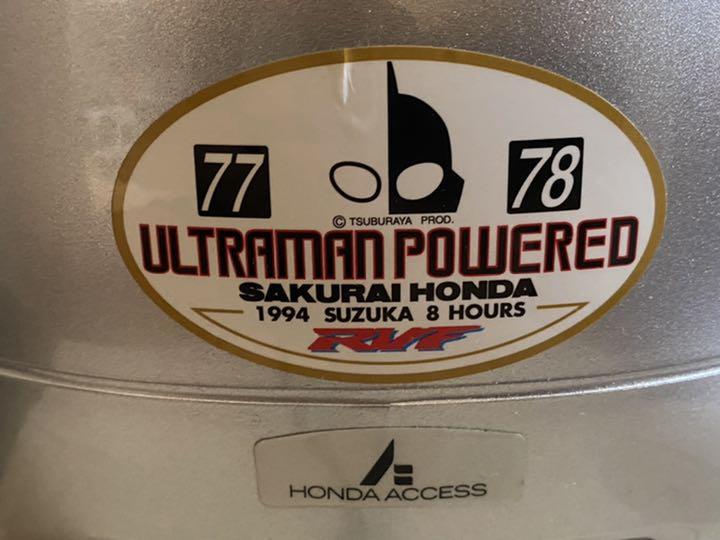 77
78
© TSUBURAYA PROD.
ULTRAMAN POWERED
SAKURAI HONDA
1994 SUZUKA 8 HOURS
RVF
HONDA ACCESS